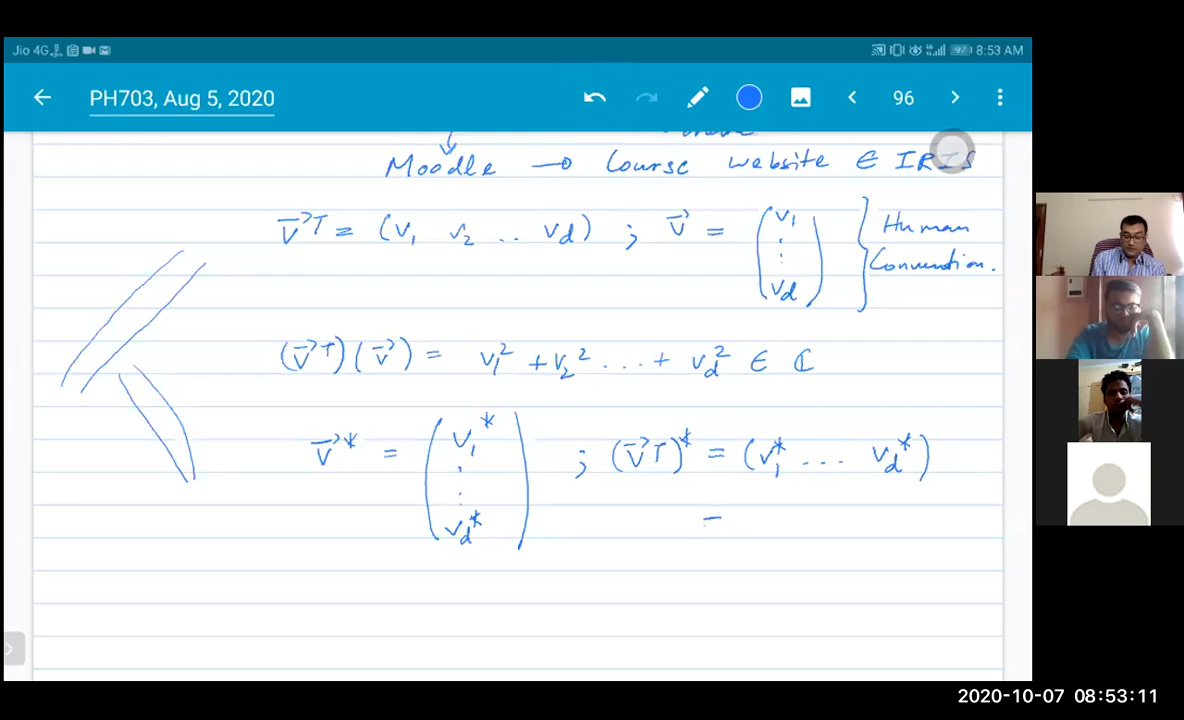 Jio 4G 97 8:53 AM
PH703, Aug 5, 2020 96
Moodle → Course website ∈ IRIS
v⃗ᵀ = (v₁ v₂ .. v_d) ; v⃗ = (v₁ ⋮ v_d) } Human Convention.
(v⃗ᵀ)(v⃗) = v₁² + v₂² ... + v_d² ∈ ℂ
v⃗* = (v₁* ⋮ v_d*) ; (v⃗ᵀ)* = (v₁* ... v_d*)
=
2020-10-07 08:53:11